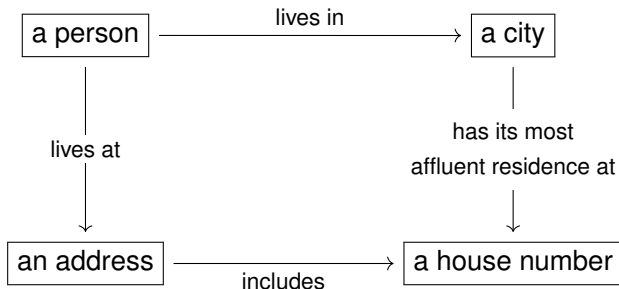 lives in
a person
a city
lives at
has its most
affluent residence at
an address
a house number
includes